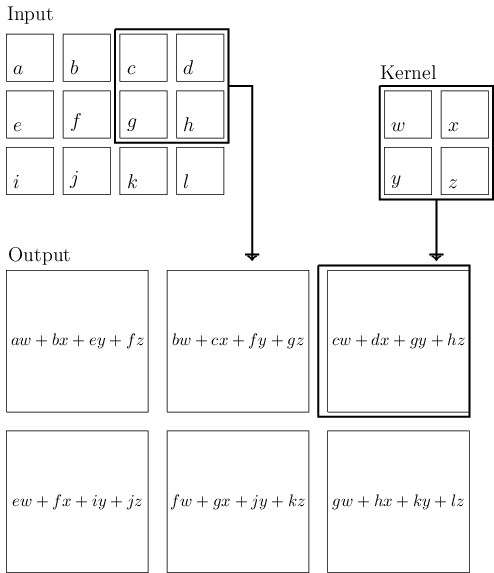 Input
a b c d
Kernel
e f g h
w x
i j k l
y z
Output
aw + bx + ey + fz bw + cx + fy + gz cw + dx + gy + hz
ew + fx + iy + jz fw + gx + jy + kz gw + hx + ky + lz